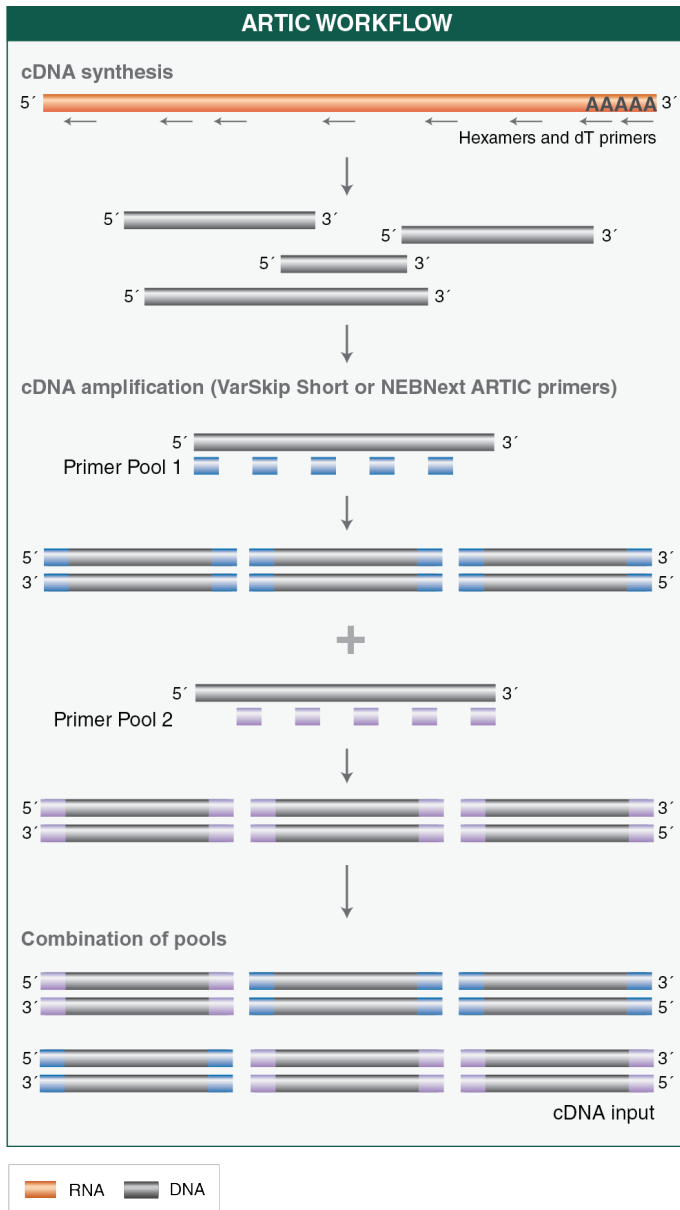 ARTIC WORKFLOW
cDNA synthesis
5´ AAAAA 3´
Hexamers and dT primers
5´ 3´
5´ 3´
5´ 3´
5´ 3´
cDNA amplification (VarSkip Short or NEBNext ARTIC primers)
5´ 3´
Primer Pool 1
5´ 3´
3´ 5´
+
5´ 3´
Primer Pool 2
5´ 3´
3´ 5´
Combination of pools
5´ 3´
3´ 5´
5´ 3´
3´ 5´
cDNA input
RNA DNA